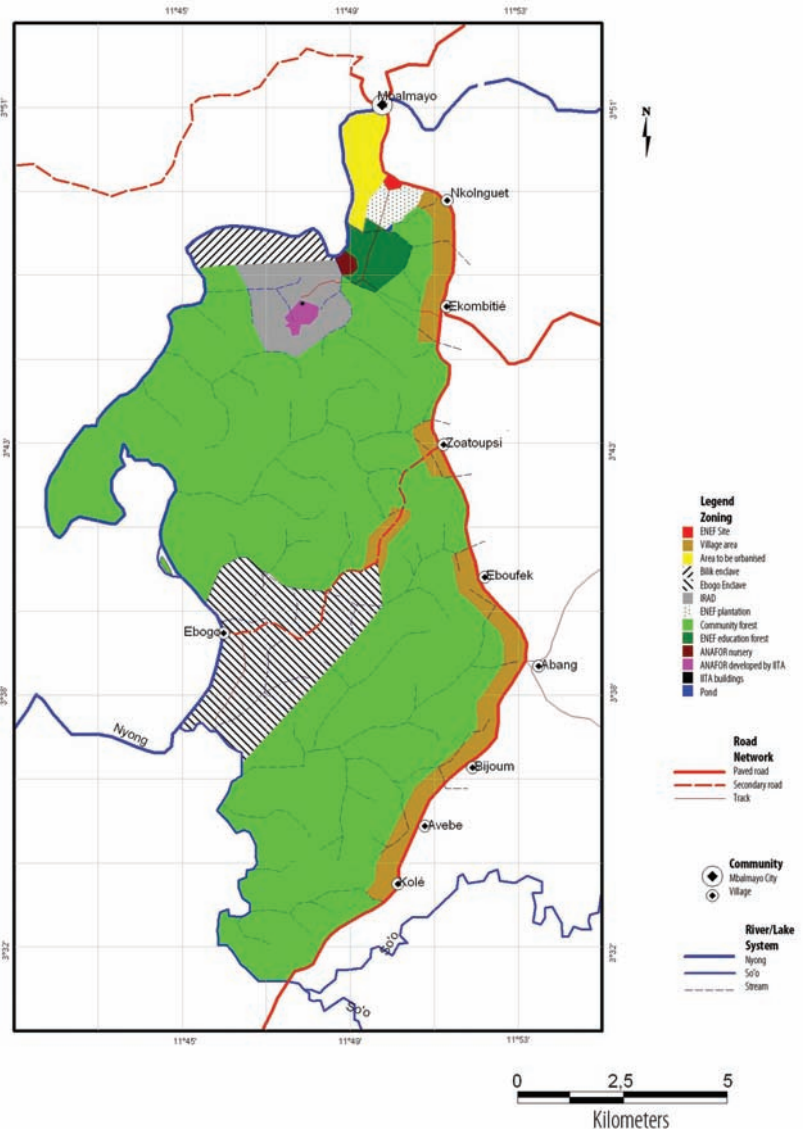 11°45'
11°49'
11°53'
Mbalmayo
3°51'
3°51'
N
Nkolnguet
Ekombitié
3°43'
Zoatoupsi
3°43'
Eboufek
Ebogo
Abang
3°38'
3°38'
Nyong
Bijoum
Avebe
Kolé
3°32'
So'o
3°32'
So'o
11°45'
11°49'
11°53'
Legend
Zoning
ENEF Site
Village area
Area to be urbanised
Bilik enclave
Ebogo Enclave
IRAD
ENEF plantation
Community forest
ENEF education forest
ANAFOR nursery
ANAFOR developed by IITA
IITA buildings
Pond
Road
Network
Paved road
Secondary road
Track
Community
Mbalmayo City
Village
River/Lake
System
Nyong
So'o
Stream
0 2,5 5
Kilometers